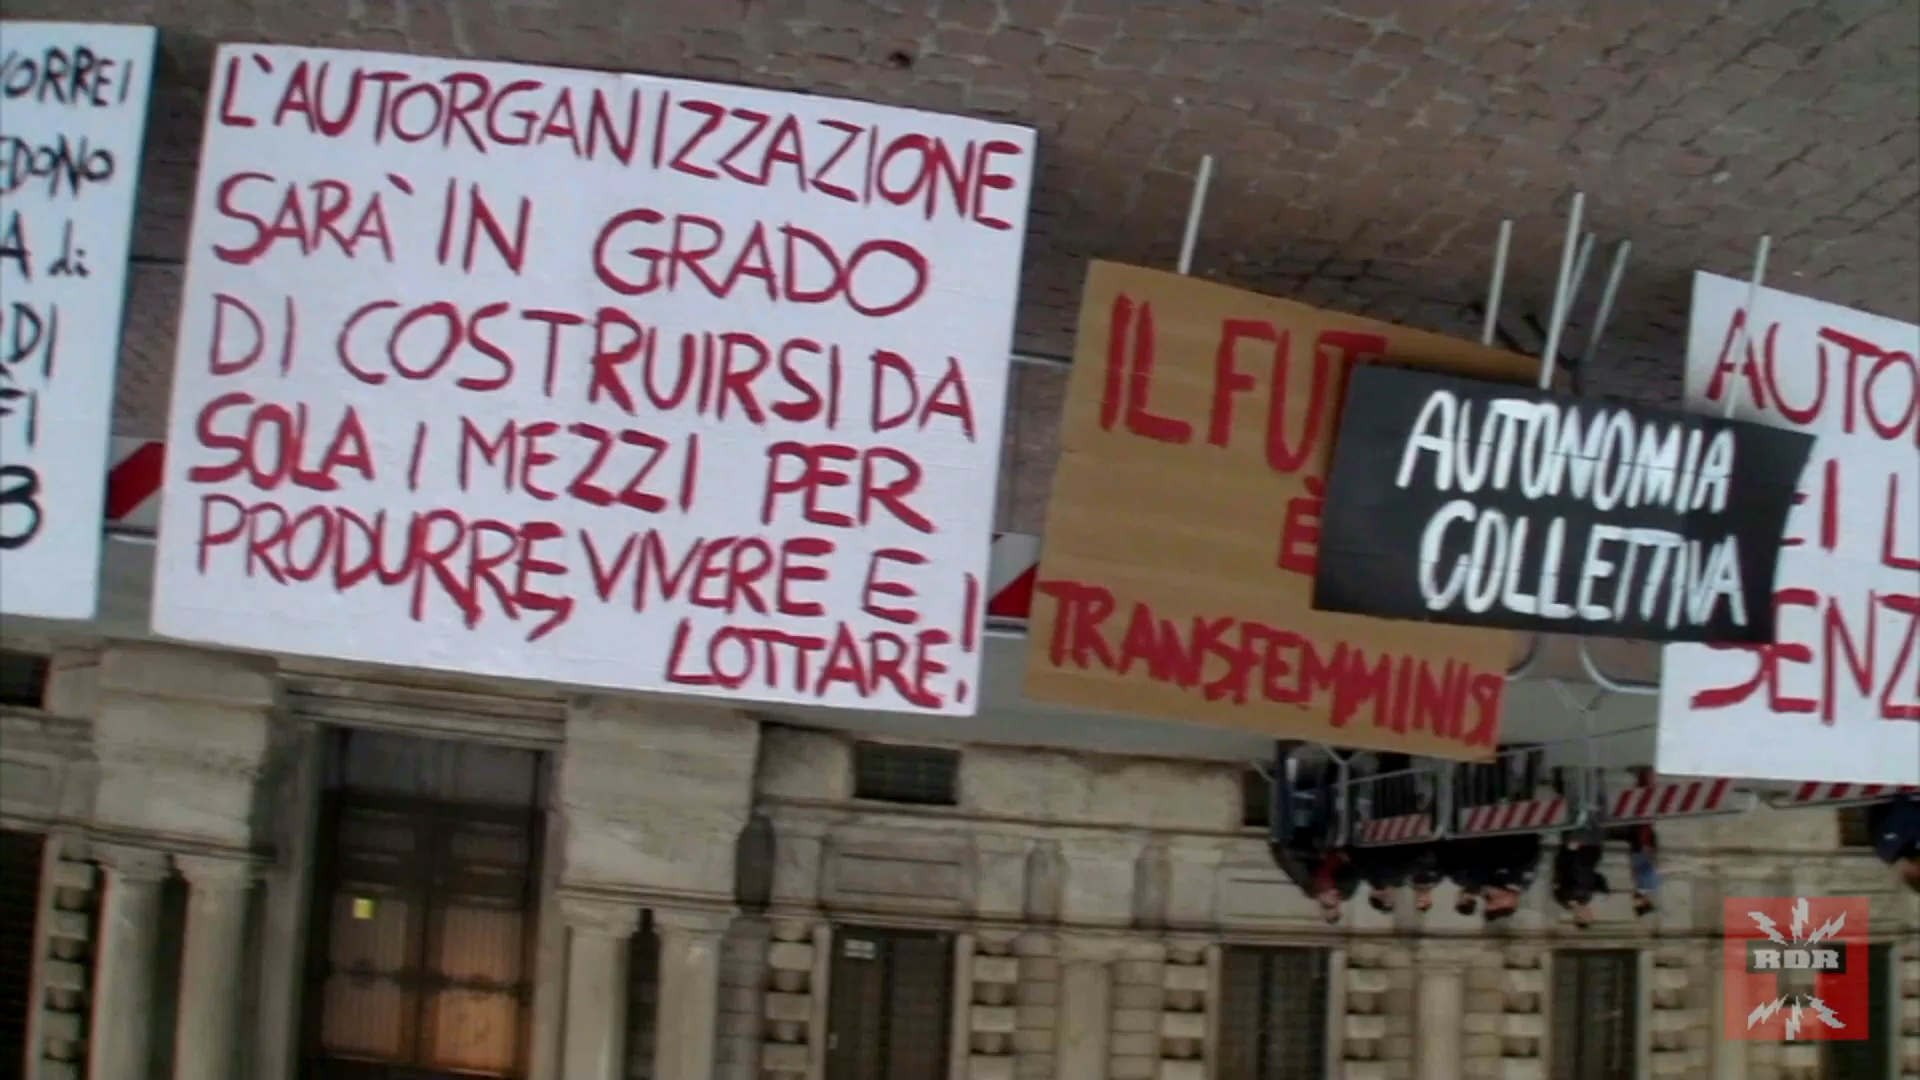 VORREI
EDONO
A di
DI
FI
3
L'AUTORGANIZZAZIONE
SARÀ IN GRADO
DI COSTRUIRSI DA
SOLA I MEZZI PER
PRODURRE, VIVERE E
LOTTARE!
IL FUT
È
TRANSFEMMINIS
AUTONOMIA
COLLETTIVA
AUTO
EI L
SENZ
RDR